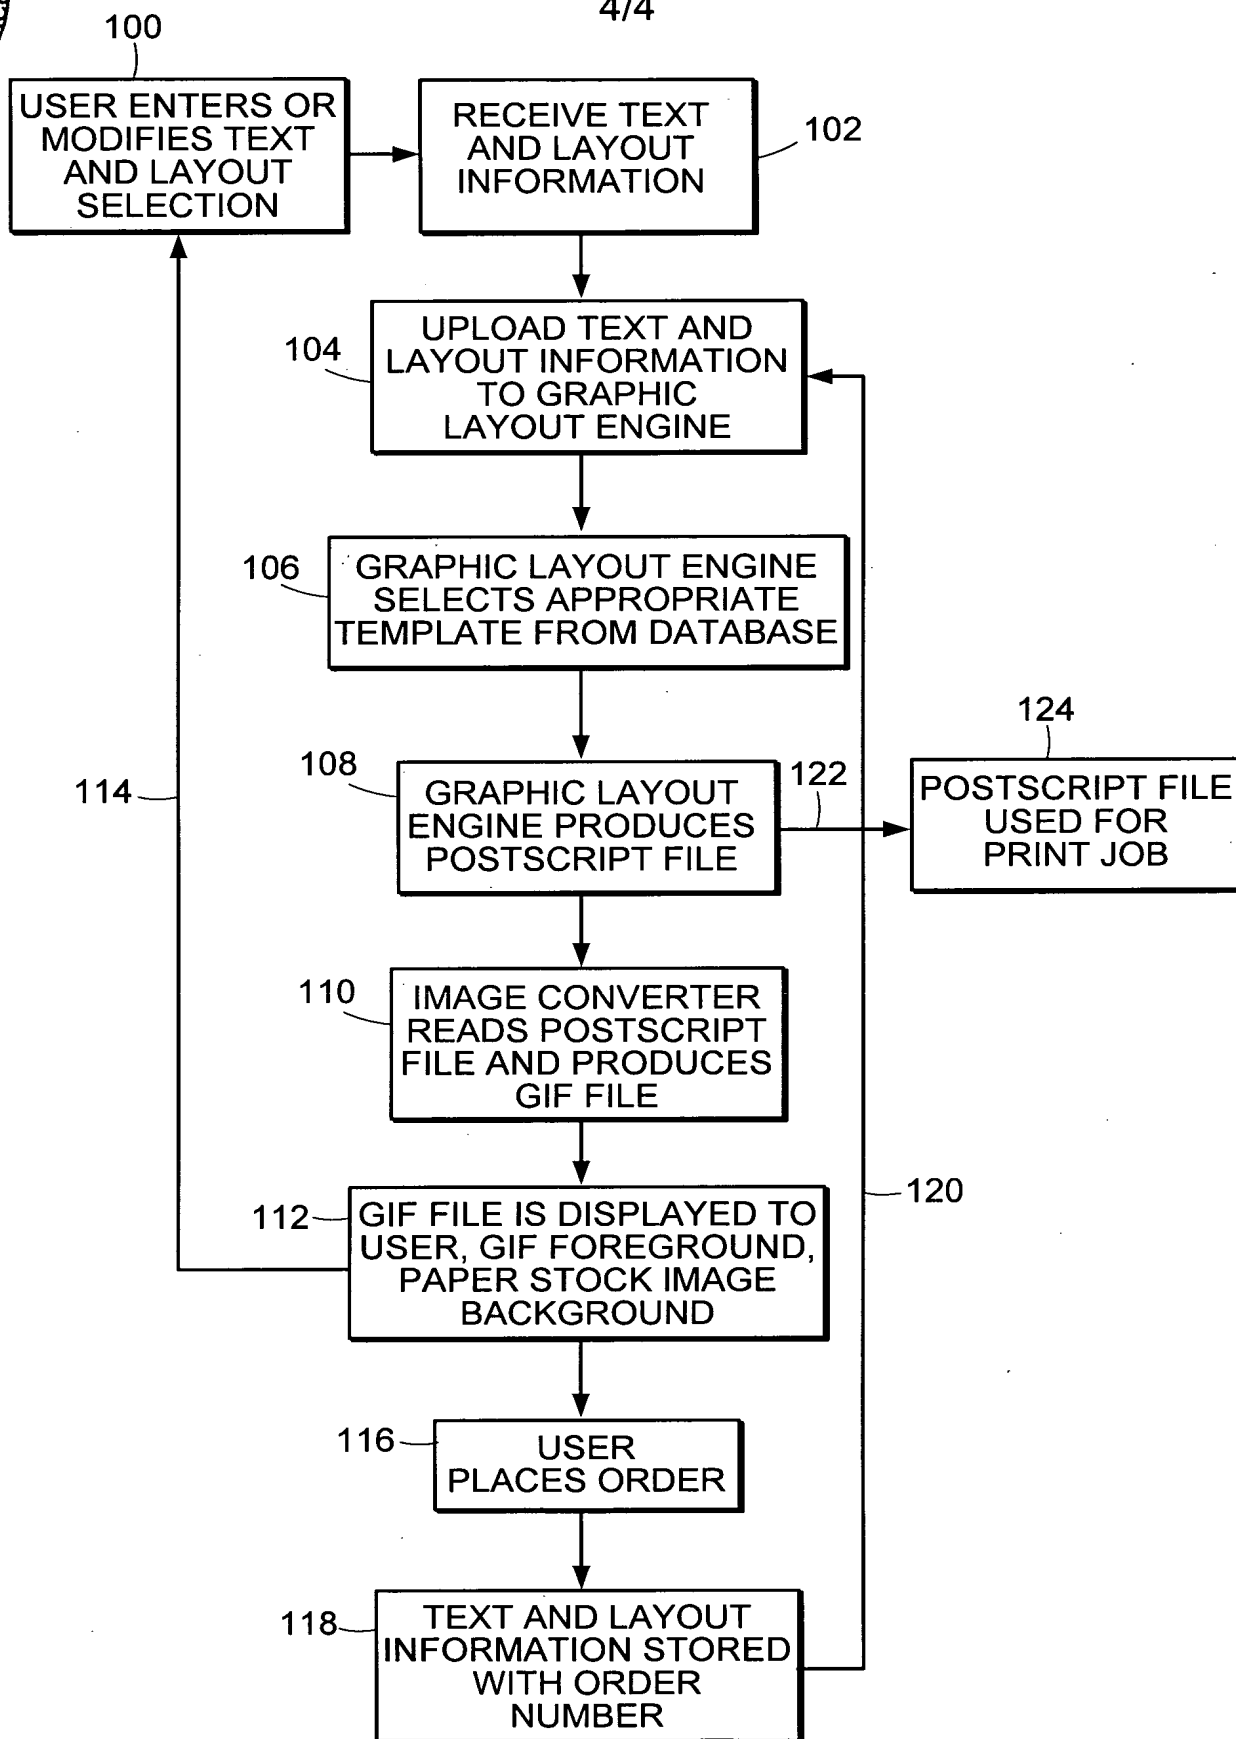 4/4
100
USER ENTERS OR
MODIFIES TEXT
AND LAYOUT
SELECTION
RECEIVE TEXT
AND LAYOUT
INFORMATION
102
104
UPLOAD TEXT AND
LAYOUT INFORMATION
TO GRAPHIC
LAYOUT ENGINE
106
GRAPHIC LAYOUT ENGINE
SELECTS APPROPRIATE
TEMPLATE FROM DATABASE
108
GRAPHIC LAYOUT
ENGINE PRODUCES
POSTSCRIPT FILE
122
124
POSTSCRIPT FILE
USED FOR
PRINT JOB
114
110
IMAGE CONVERTER
READS POSTSCRIPT
FILE AND PRODUCES
GIF FILE
112
GIF FILE IS DISPLAYED TO
USER, GIF FOREGROUND,
PAPER STOCK IMAGE
BACKGROUND
120
116
USER
PLACES ORDER
118
TEXT AND LAYOUT
INFORMATION STORED
WITH ORDER
NUMBER